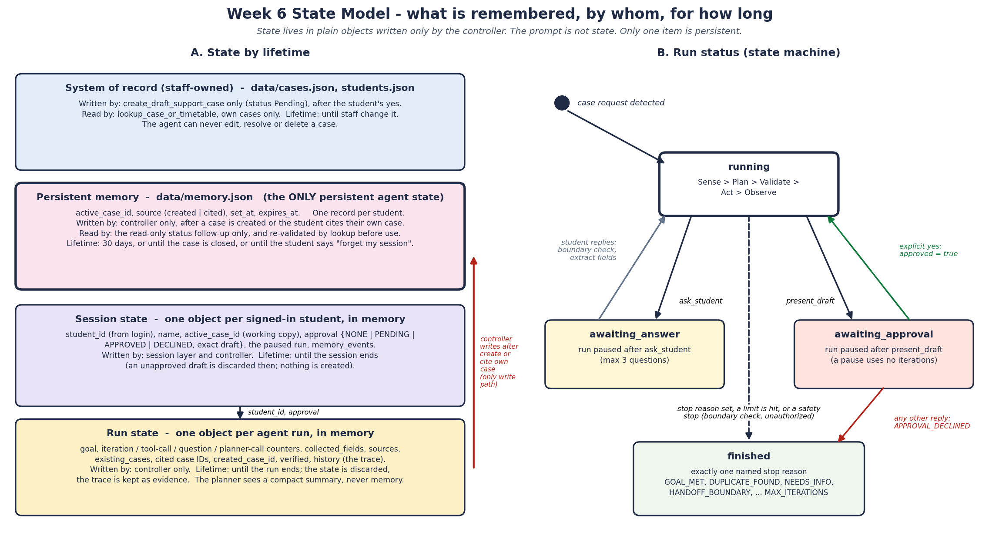 Week 6 State Model - what is remembered, by whom, for how long
State lives in plain objects written only by the controller. The prompt is not state. Only one item is persistent.
A. State by lifetime
System of record (staff-owned)  -  data/cases.json, students.json
Written by: create_draft_support_case only (status Pending), after the student's yes.
Read by: lookup_case_or_timetable, own cases only.  Lifetime: until staff change it.
The agent can never edit, resolve or delete a case.
Persistent memory  -  data/memory.json   (the ONLY persistent agent state)
active_case_id, source (created | cited), set_at, expires_at.     One record per student.
Written by: controller only, after a case is created or the student cites their own case.
Read by: the read-only status follow-up only, and re-validated by lookup before use.
Lifetime: 30 days, or until the case is closed, or until the student says "forget my session".
Session state  -  one object per signed-in student, in memory
student_id (from login), name, active_case_id (working copy), approval {NONE | PENDING |
APPROVED | DECLINED, exact draft}, the paused run, memory_events.
Written by: session layer and controller.  Lifetime: until the session ends
(an unapproved draft is discarded then; nothing is created).
student_id, approval
Run state  -  one object per agent run, in memory
goal, iteration / tool-call / question / planner-call counters, collected_fields, sources,
existing_cases, cited case IDs, created_case_id, verified, history (the trace).
Written by: controller only.  Lifetime: until the run ends; the state is discarded,
the trace is kept as evidence.  The planner sees a compact summary, never memory.
controller
writes after
create or
cite own
case
(only write
path)
B. Run status (state machine)
case request detected
running
Sense > Plan > Validate >
Act > Observe
student replies:
boundary check,
extract fields
explicit yes:
approved = true
ask_student
present_draft
awaiting_answer
run paused after ask_student
(max 3 questions)
awaiting_approval
run paused after present_draft
(a pause uses no iterations)
stop reason set, a limit is hit, or a safety
stop (boundary check, unauthorized)
any other reply:
APPROVAL_DECLINED
finished
exactly one named stop reason
GOAL_MET, DUPLICATE_FOUND, NEEDS_INFO,
HANDOFF_BOUNDARY, ... MAX_ITERATIONS